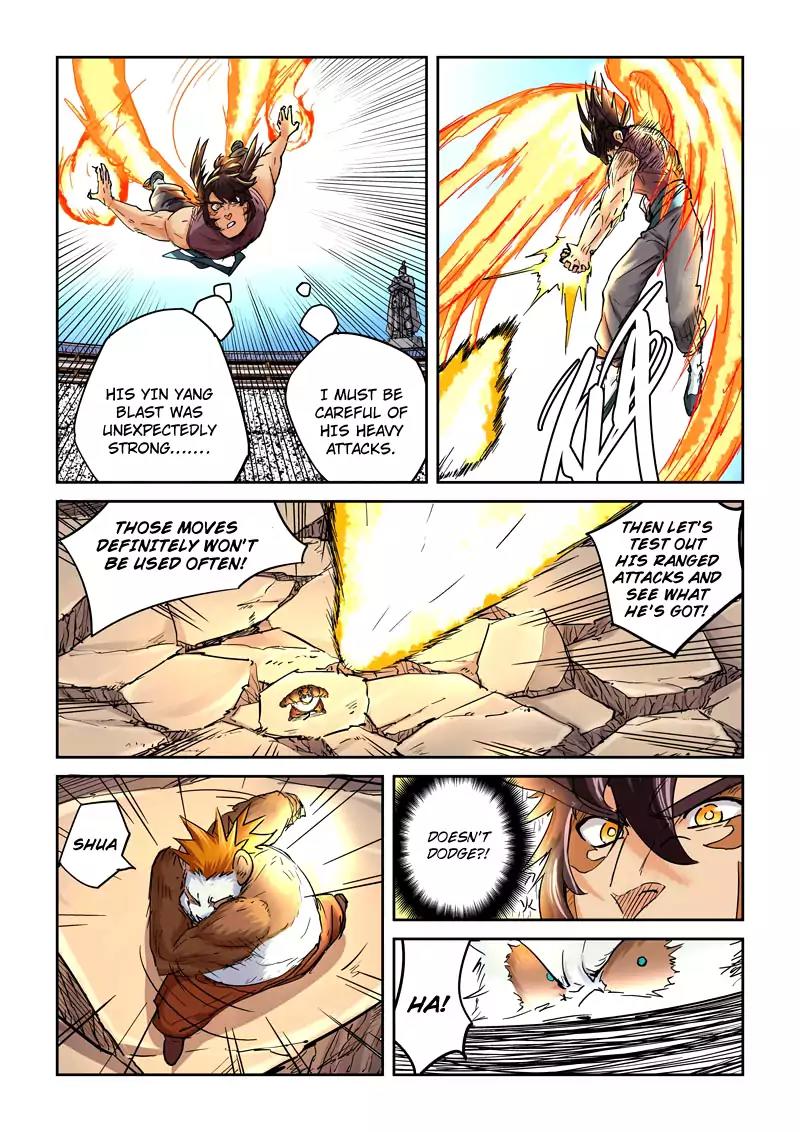 HIS YIN YANG
BLAST WAS
UNEXPECTEDLY
STRONG.......
I MUST BE
CAREFUL OF
HIS HEAVY
ATTACKS.
THOSE MOVES
DEFINITELY WON'T
BE USED OFTEN!
THEN LET'S
TEST OUT
HIS RANGED
ATTACKS AND
SEE WHAT
HE'S GOT!
SHUA
DOESN'T
DODGE?!
HA!